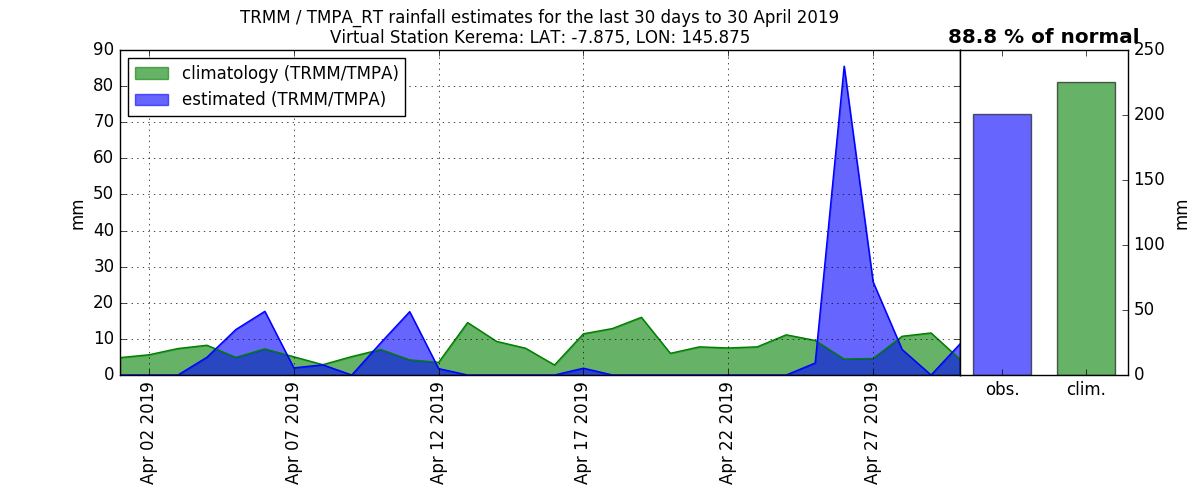 TRMM / TMPA_RT rainfall estimates for the last 30 days to 30 April 2019
Virtual Station Kerema: LAT: -7.875, LON: 145.875
88.8 % of normal
climatology (TRMM/TMPA)
estimated (TRMM/TMPA)
90
80
70
60
50
40
30
20
10
0
mm
Apr 02 2019
Apr 07 2019
Apr 12 2019
Apr 17 2019
Apr 22 2019
Apr 27 2019
obs.
clim.
250
200
150
100
50
0
mm